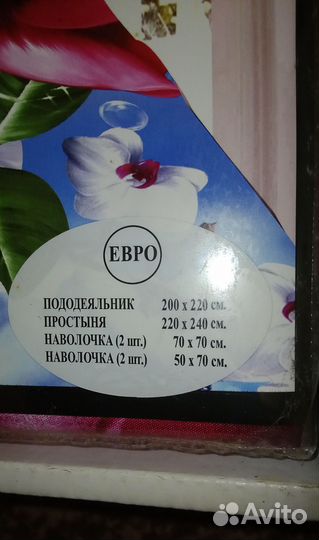 ЕВРО
ПОДОДЕЯЛЬНИК 200 х 220 см.
ПРОСТЫНЯ 220 х 240 см.
НАВОЛОЧКА (2 шт.) 70 х 70 см.
НАВОЛОЧКА (2 шт.) 50 х 70 см.
Avito